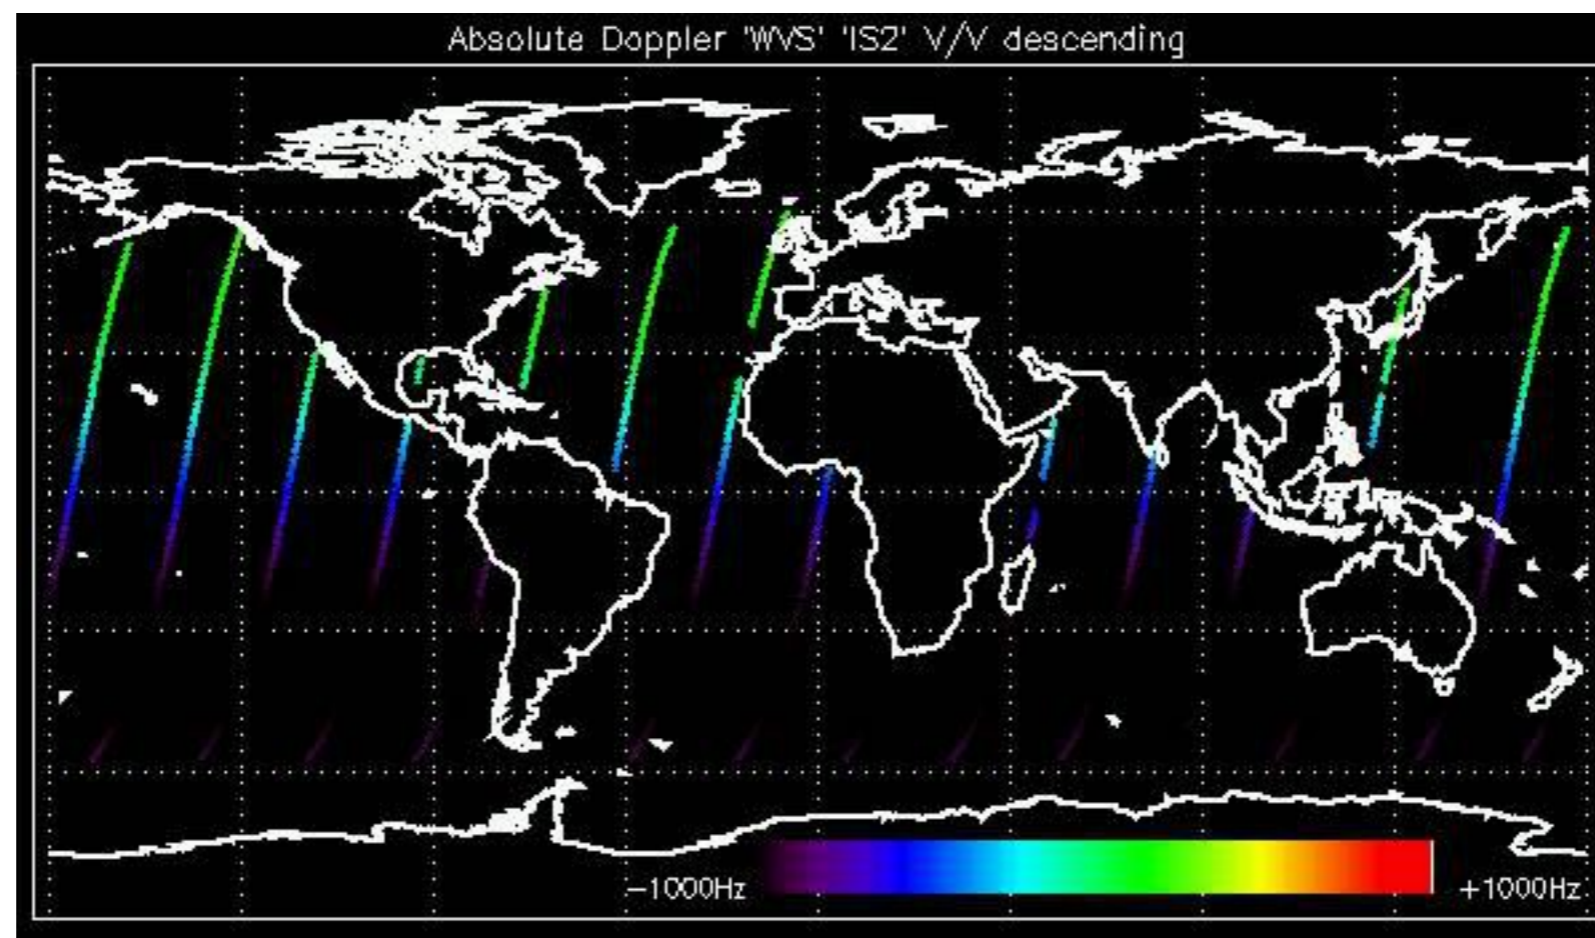 Absolute Doppler 'WVS' 'IS2' V/V descending
−1000Hz
+1000Hz